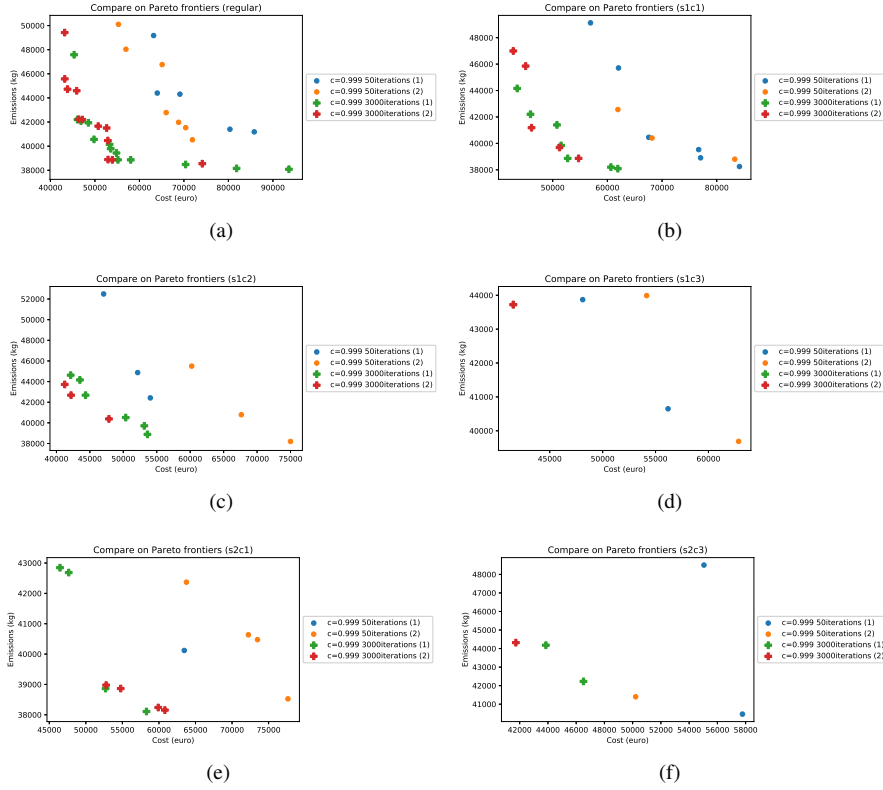 Compare on Pareto frontiers (regular)
50000
48000
46000
44000
42000
40000
38000
Emissions (kg)
40000 50000 60000 70000 80000 90000
Cost (euro)
c=0.999 50iterations (1)
c=0.999 50iterations (2)
c=0.999 3000iterations (1)
c=0.999 3000iterations (2)
(a)
Compare on Pareto frontiers (s1c1)
48000
46000
44000
42000
40000
38000
Emissions (kg)
50000 60000 70000 80000
Cost (euro)
c=0.999 50iterations (1)
c=0.999 50iterations (2)
c=0.999 3000iterations (1)
c=0.999 3000iterations (2)
(b)
Compare on Pareto frontiers (s1c2)
52000
50000
48000
46000
44000
42000
40000
38000
Emissions (kg)
40000 45000 50000 55000 60000 65000 70000 75000
Cost (euro)
c=0.999 50iterations (1)
c=0.999 50iterations (2)
c=0.999 3000iterations (1)
c=0.999 3000iterations (2)
(c)
Compare on Pareto frontiers (s1c3)
44000
43000
42000
41000
40000
Emissions (kg)
45000 50000 55000 60000
Cost (euro)
c=0.999 50iterations (1)
c=0.999 50iterations (2)
c=0.999 3000iterations (1)
c=0.999 3000iterations (2)
(d)
Compare on Pareto frontiers (s2c1)
43000
42000
41000
40000
39000
38000
Emissions (kg)
45000 50000 55000 60000 65000 70000 75000
Cost (euro)
c=0.999 50iterations (1)
c=0.999 50iterations (2)
c=0.999 3000iterations (1)
c=0.999 3000iterations (2)
(e)
Compare on Pareto frontiers (s2c3)
48000
47000
46000
45000
44000
43000
42000
41000
Emissions (kg)
42000 44000 46000 48000 50000 52000 54000 56000 58000
Cost (euro)
c=0.999 50iterations (1)
c=0.999 50iterations (2)
c=0.999 3000iterations (1)
c=0.999 3000iterations (2)
(f)